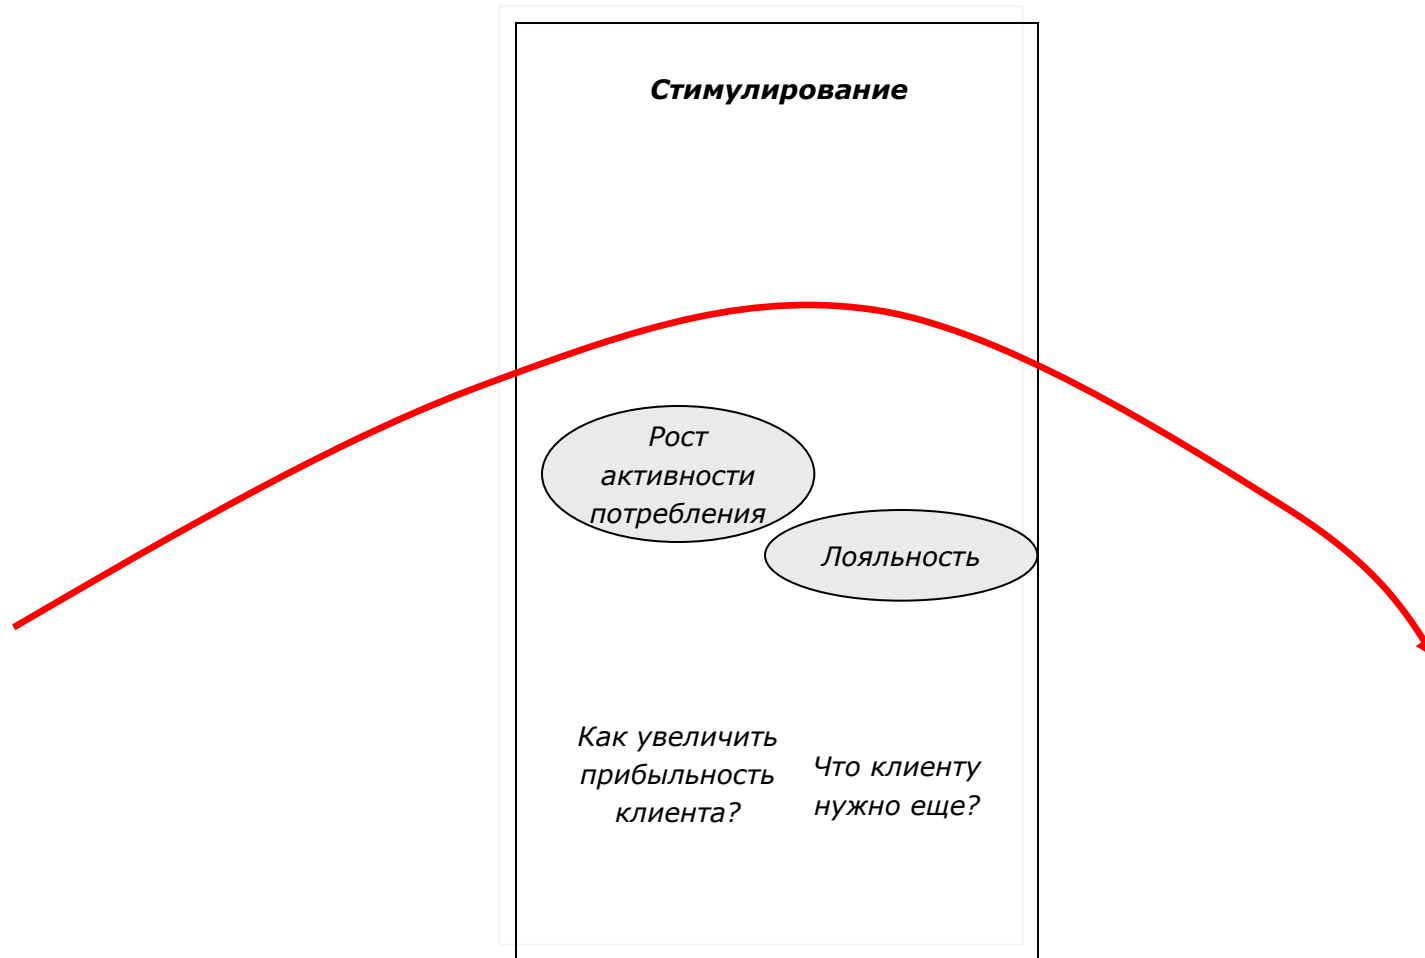 Стимулирование
Рост
активности
потребления
Лояльность
Как увеличить
прибыльность
клиента?
Что клиенту
нужно еще?